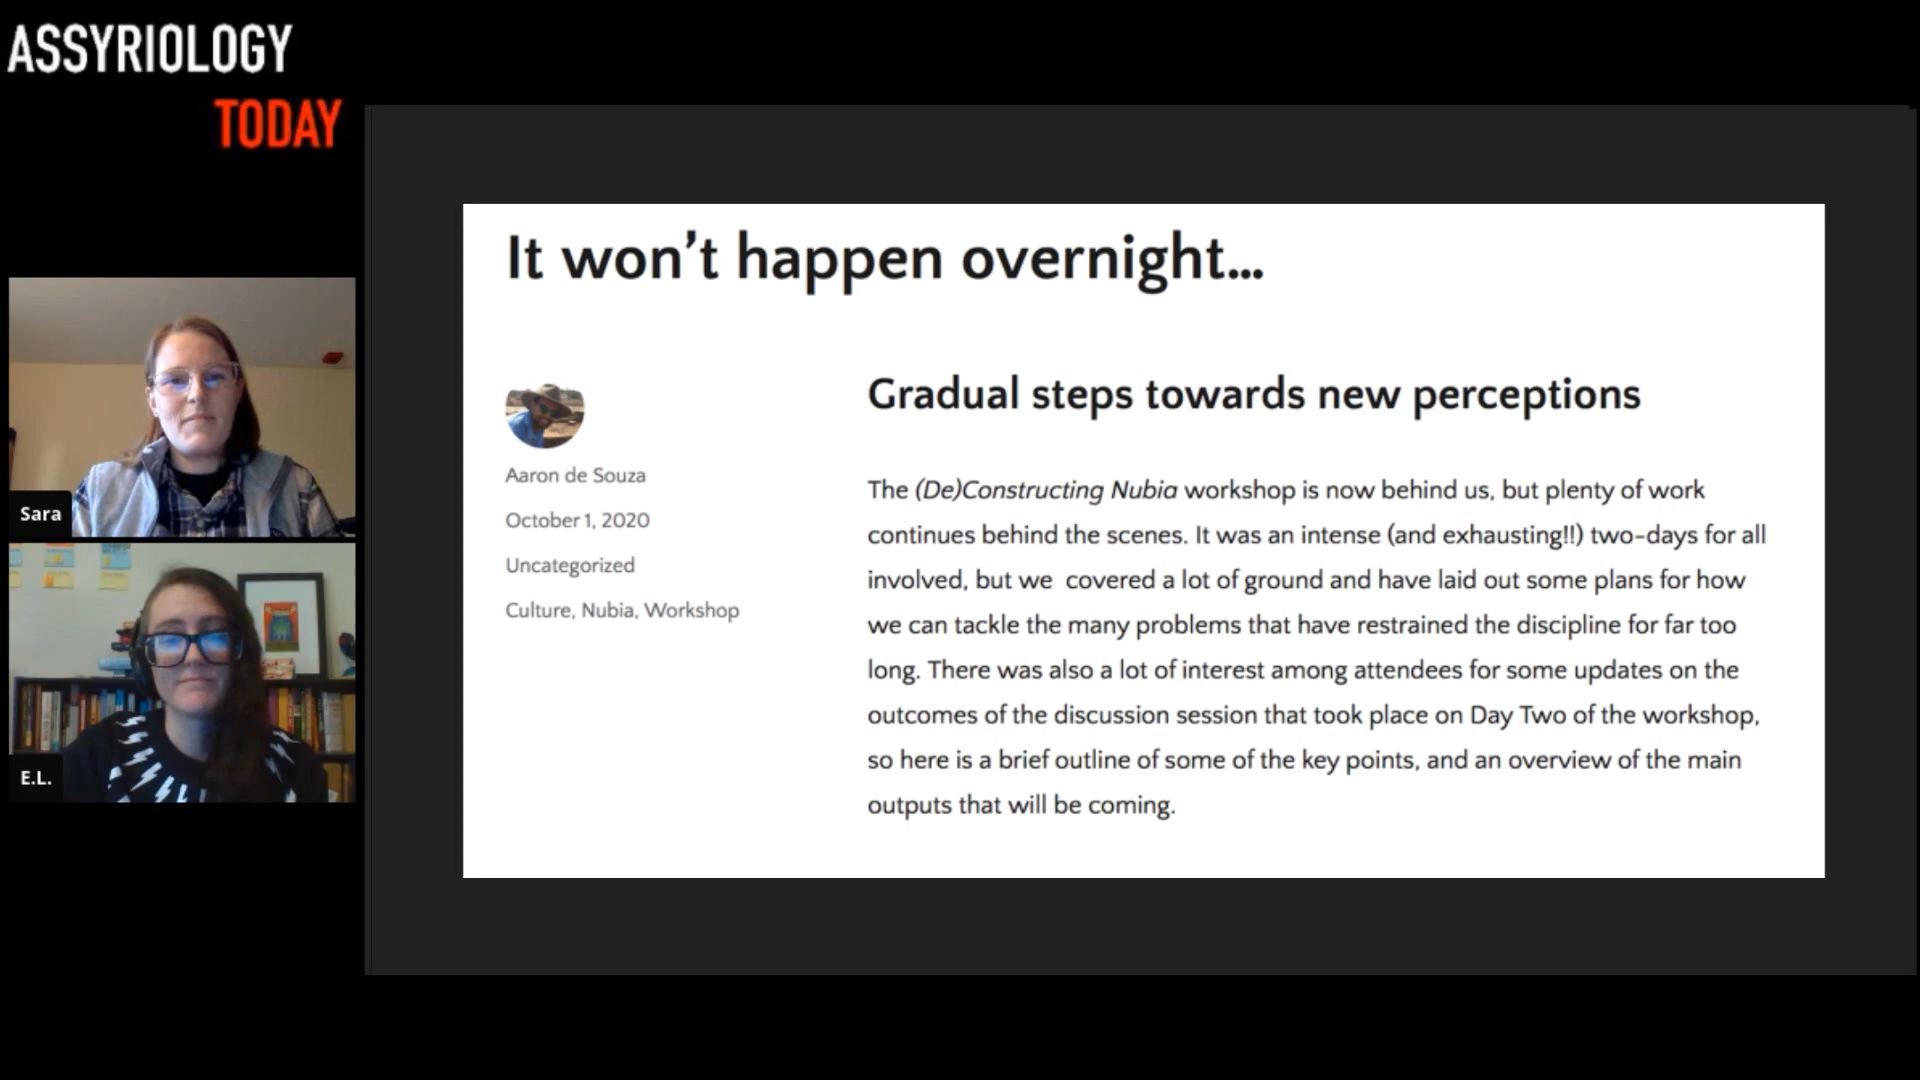 ASSYRIOLOGY
TODAY
Sara
E.L.
It won’t happen overnight…
Aaron de Souza
October 1, 2020
Uncategorized
Culture, Nubia, Workshop
Gradual steps towards new perceptions
The (De)Constructing Nubia workshop is now behind us, but plenty of work
continues behind the scenes. It was an intense (and exhausting!!) two-days for all
involved, but we  covered a lot of ground and have laid out some plans for how
we can tackle the many problems that have restrained the discipline for far too
long. There was also a lot of interest among attendees for some updates on the
outcomes of the discussion session that took place on Day Two of the workshop,
so here is a brief outline of some of the key points, and an overview of the main
outputs that will be coming.